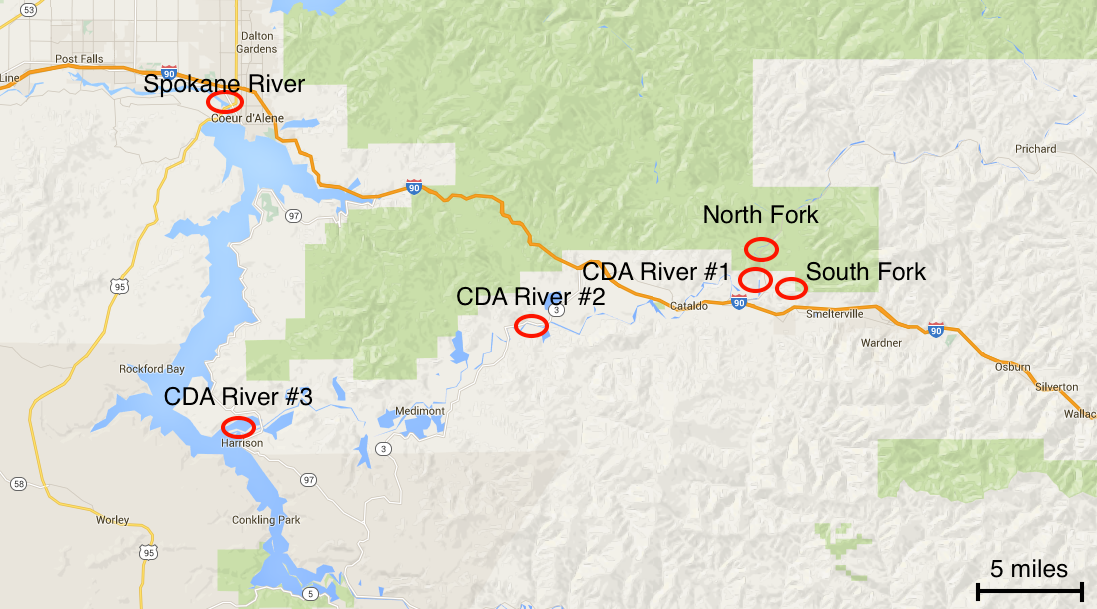 53
Dalton
Gardens
Post Falls
Line
90
Spokane River
Coeur d'Alene
Prichard
90
97
North Fork
CDA River #1
South Fork
95
CDA River #2
3
Cataldo
90
Smelterville
90
Wardner
Rockford Bay
Osburn
Silverton
CDA River #3
Medimont
Wallac
Harrison
3
58
97
Worley
Conkling Park
95
5 miles
5